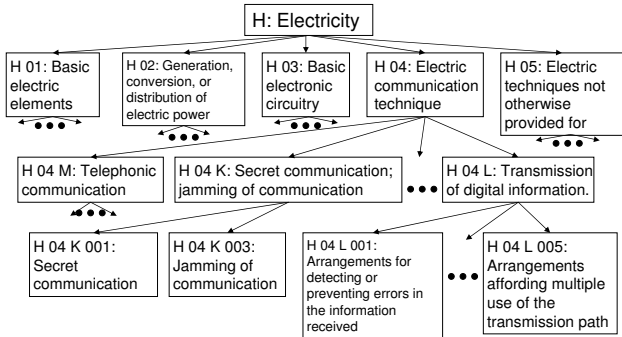 H: Electricity
H 01: Basic
electric
elements
H 02: Generation,
conversion, or
distribution of
electric power
H 03: Basic
electronic
circuitry
H 04: Electric
communication
technique
H 05: Electric
techniques not
otherwise
provided for
H 04 M: Telephonic
communication
H 04 K: Secret communication;
jamming of communication
H 04 L: Transmission
of digital information.
H 04 K 001:
Secret
communication
H 04 K 003:
Jamming of
communication
H 04 L 001:
Arrangements for
detecting or
preventing errors in
the information
received
H 04 L 005:
Arrangements
affording multiple
use of the
transmission path